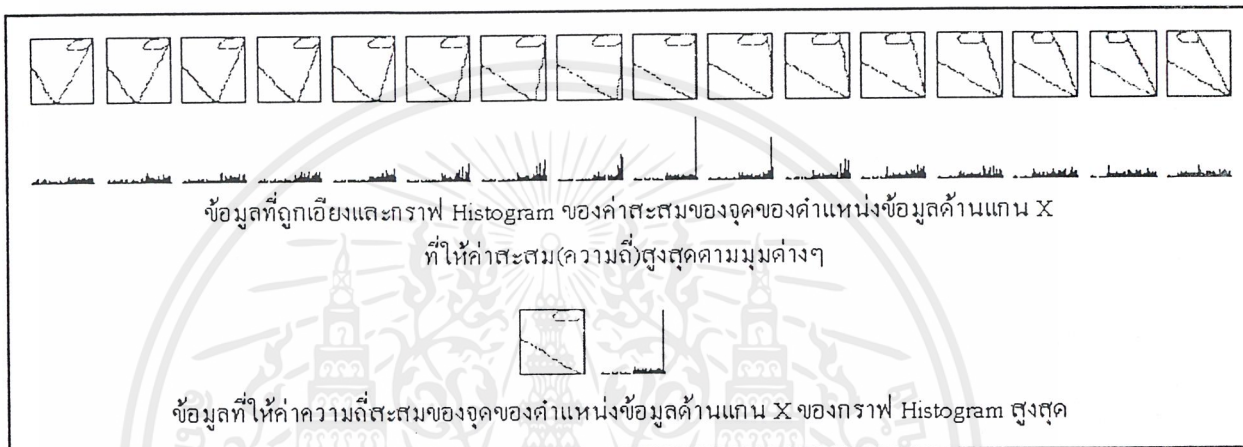 ข้อมูลที่ถูกเอียงและกราฟ Histogram ของค่าสะสมของจุดของตำแหน่งข้อมูลด้านแกน X
ที่ให้ค่าสะสม(ความถี่)สูงสุดตามมุมต่างๆ
ข้อมูลที่ให้ค่าความถี่สะสมของจุดของตำแหน่งข้อมูลด้านแกน X ของกราฟ Histogram สูงสุด